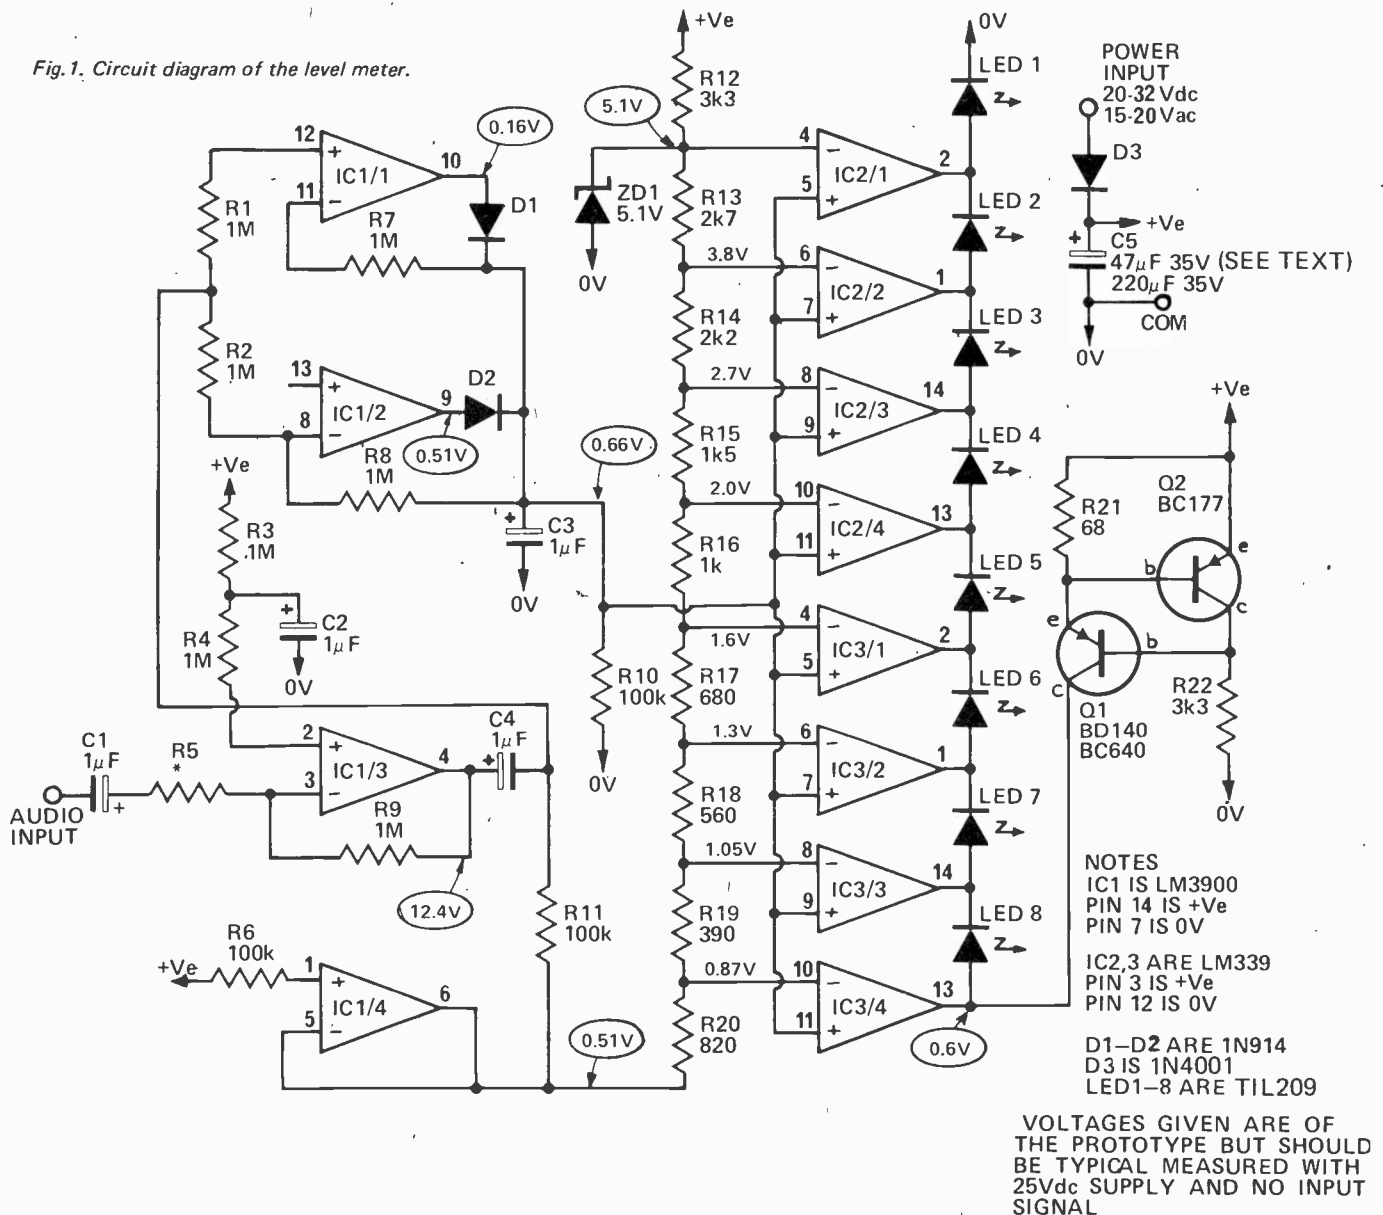 Fig.1. Circuit diagram of the level meter.
+Ve
R12
3k3
5.1V
ZD1
5.1V
0V
R13
2k7
3.8V
R14
2k2
2.7V
R15
1k5
2.0V
R16
1k
1.6V
R17
680
1.3V
R18
560
1.05V
R19
390
0.87V
R20
820
12
+
11
−
IC1/1
10
0.16V
D1
R1
1M
R7
1M
R2
1M
13
+
8
−
IC1/2
9
D2
0.51V
R8
1M
+Ve
R3
.1M
R4
1M
+
C2
1μF
0V
+
C3
1μF
0V
0.66V
R10
100k
0V
C1
1μF
+
R5
*
AUDIO
INPUT
2
+
3
−
IC1/3
4
C4
1μF
+
R9
1M
12.4V
R11
100k
R6
100k
+Ve
1
+
5
−
IC1/4
6
0.51V
4
−
5
+
IC2/1
2
6
−
7
+
IC2/2
1
8
−
9
+
IC2/3
14
10
−
11
+
IC2/4
13
4
−
5
+
IC3/1
2
6
−
7
+
IC3/2
1
8
−
9
+
IC3/3
14
10
−
11
+
IC3/4
13
0.6V
0V
LED 1
LED 2
LED 3
LED 4
LED 5
LED 6
LED 7
LED 8
POWER
INPUT
20-32 Vdc
15-20 Vac
D3
+Ve
+
C5
47μF 35V (SEE TEXT)
220μF 35V
COM
0V
+Ve
R21
68
Q2
BC177
e
b
c
e
b
c
Q1
BD140
BC640
R22
3k3
0V
NOTES
IC1 IS LM3900
PIN 14 IS +Ve
PIN 7 IS 0V
IC2,3 ARE LM339
PIN 3 IS +Ve
PIN 12 IS 0V
D1–D2 ARE 1N914
D3 IS 1N4001
LED1–8 ARE TIL209
VOLTAGES GIVEN ARE OF
THE PROTOTYPE BUT SHOULD
BE TYPICAL MEASURED WITH
25Vdc SUPPLY AND NO INPUT
SIGNAL